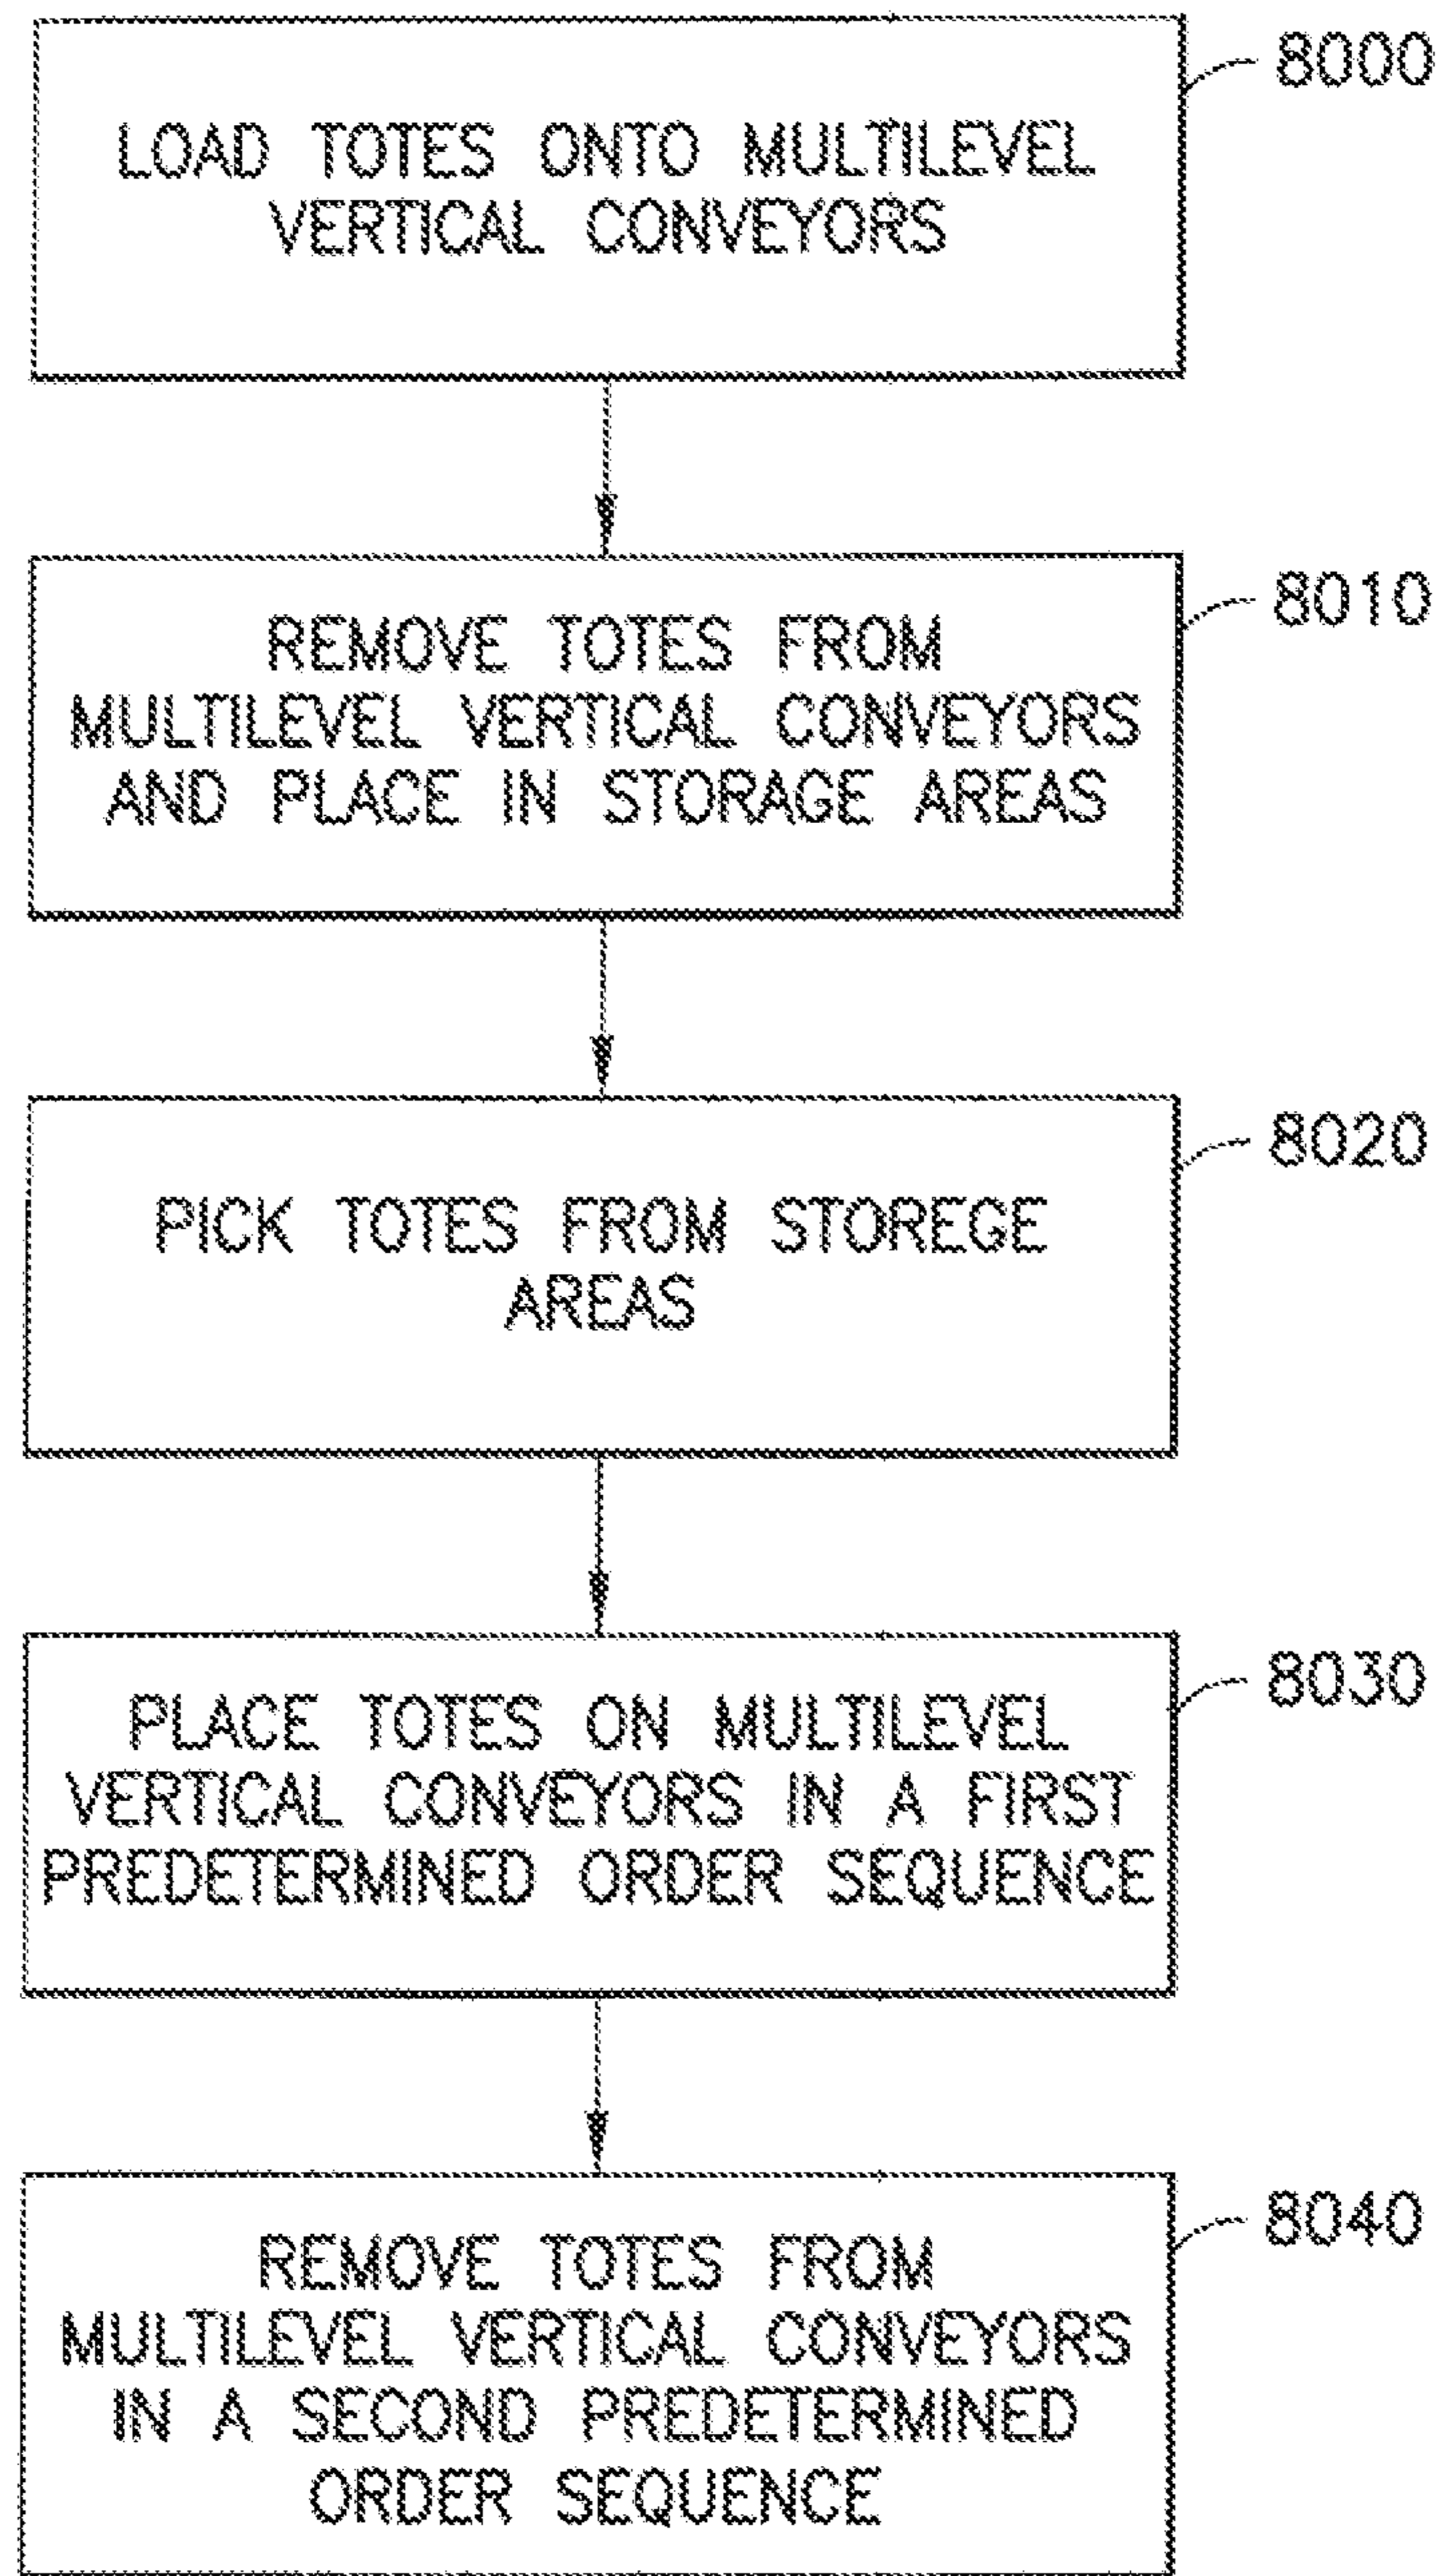 8000
LOAD TOTES ONTO MULTILEVEL
VERTICAL CONVEYORS
8010
REMOVE TOTES FROM
MULTILEVEL VERTICAL CONVEYORS
AND PLACE IN STORAGE AREAS
8020
PICK TOTES FROM STOREGE
AREAS
8030
PLACE TOTES ON MULTILEVEL
VERTICAL CONVEYORS IN A FIRST
PREDETERMINED ORDER SEQUENCE
8040
REMOVE TOTES FROM
MULTILEVEL VERTICAL CONVEYORS
IN A SECOND PREDETERMINED
ORDER SEQUENCE